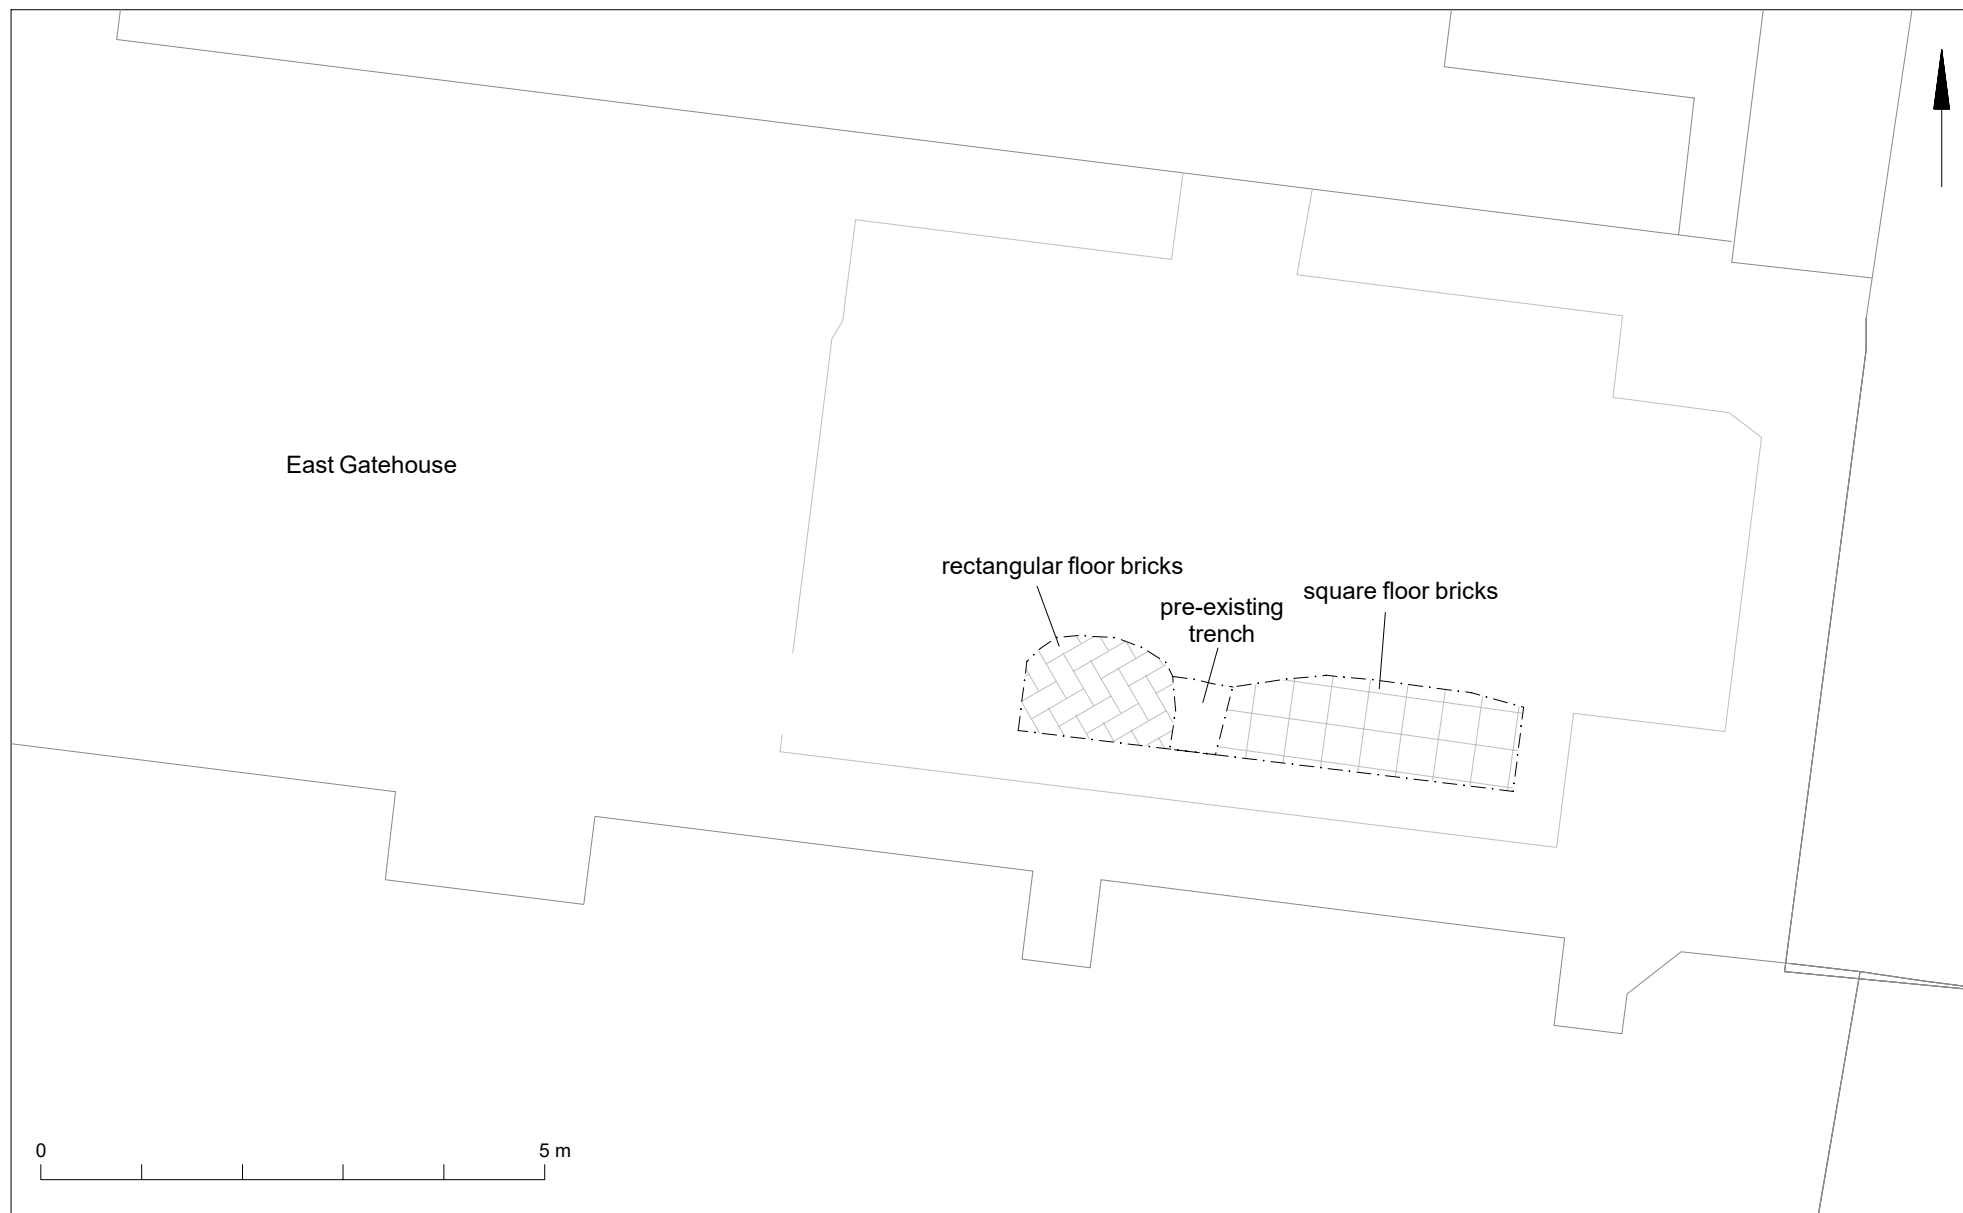 East Gatehouse
rectangular floor bricks
pre-existing
trench
square floor bricks
0
5 m